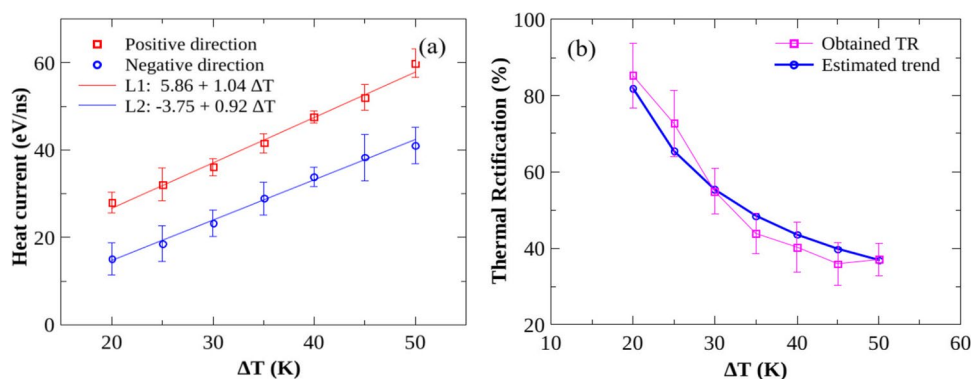 (a)
Positive direction
Negative direction
L1: 5.86 + 1.04 ΔT
L2: -3.75 + 0.92 ΔT
Heat current (eV/ns)
60
40
20
0
20 30 40 50
ΔT (K)
(b)
Obtained TR
Estimated trend
Thermal Rctification (%)
100
80
60
40
20
10 20 30 40 50 60
ΔT (K)